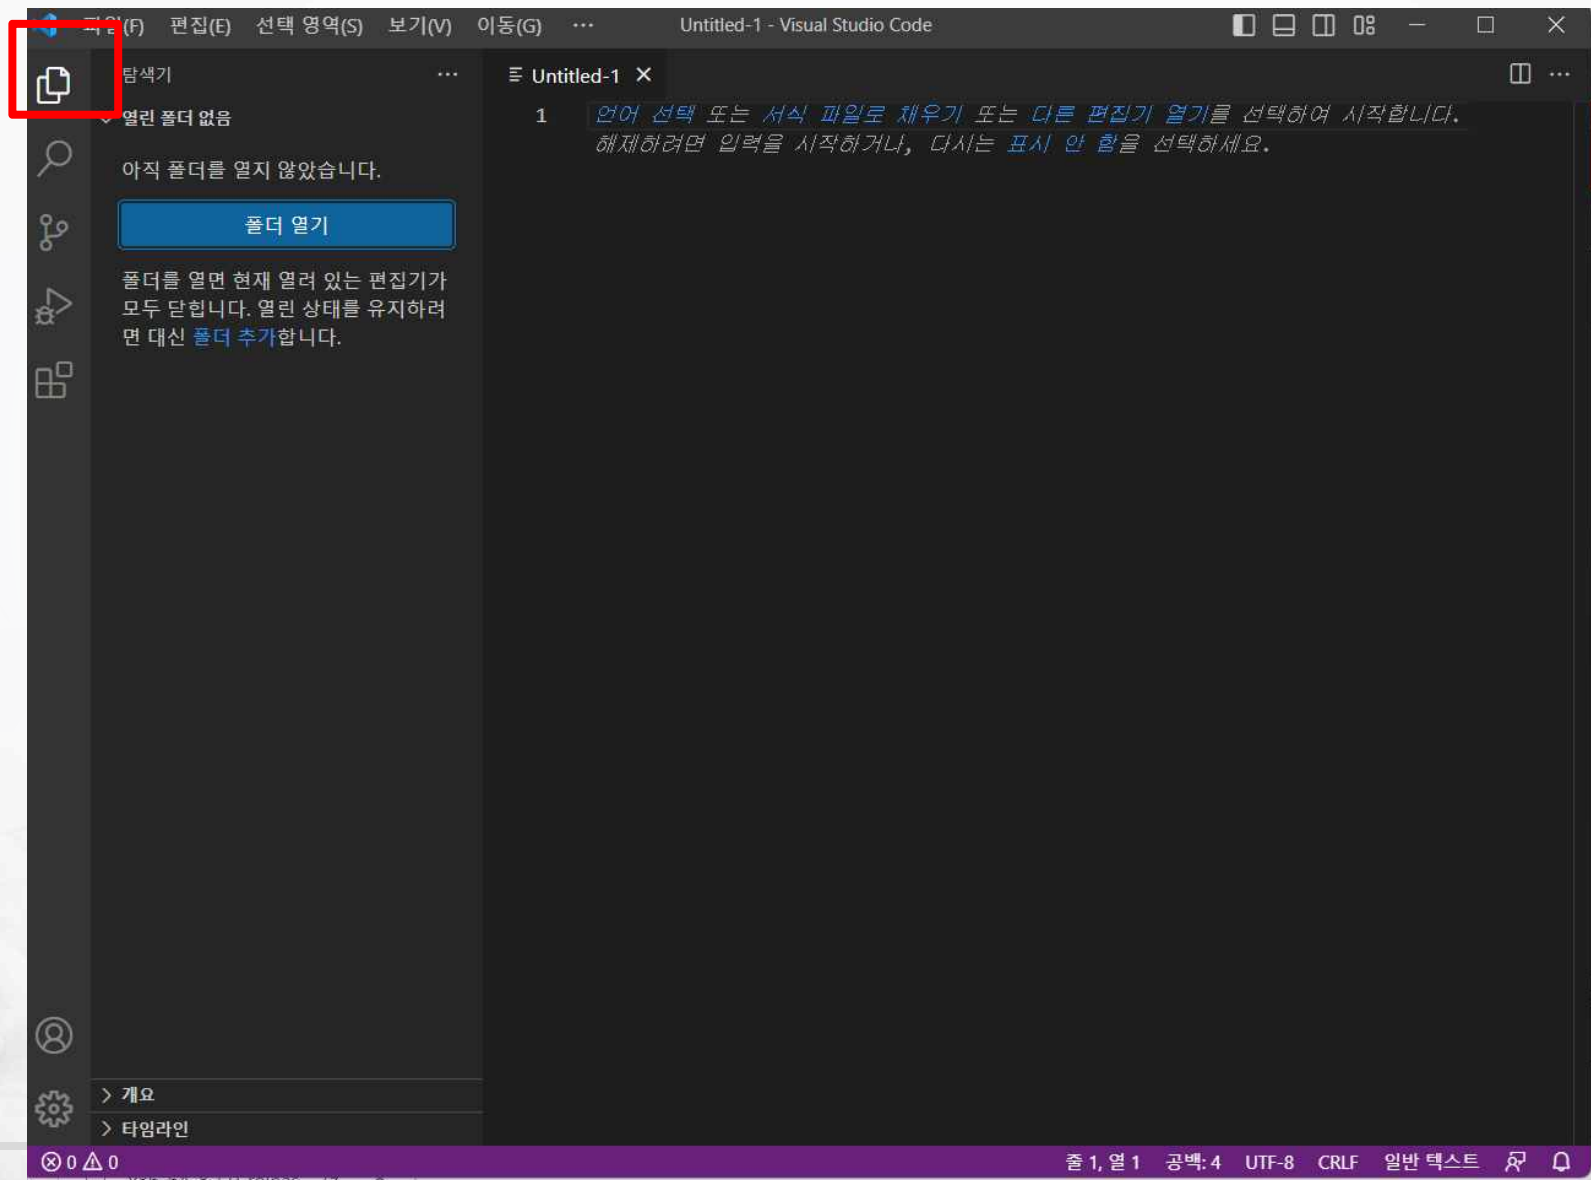 (F) 편집(E) 선택 영역(S) 보기(V) 이동(G) ··· Untitled-1 - Visual Studio Code
탐색기 ···
Untitled-1
열린 폴더 없음
1 언어 선택 또는 서식 파일로 채우기 또는 다른 편집기 열기를 선택하여 시작합니다.
해제하려면 입력을 시작하거나, 다시는 표시 안 함을 선택하세요.
아직 폴더를 열지 않았습니다.
폴더 열기
폴더를 열면 현재 열려 있는 편집기가
모두 닫힙니다. 열린 상태를 유지하려
면 대신 폴더 추가합니다.
개요
타임라인
0 0 줄 1, 열 1 공백: 4 UTF-8 CRLF 일반 텍스트